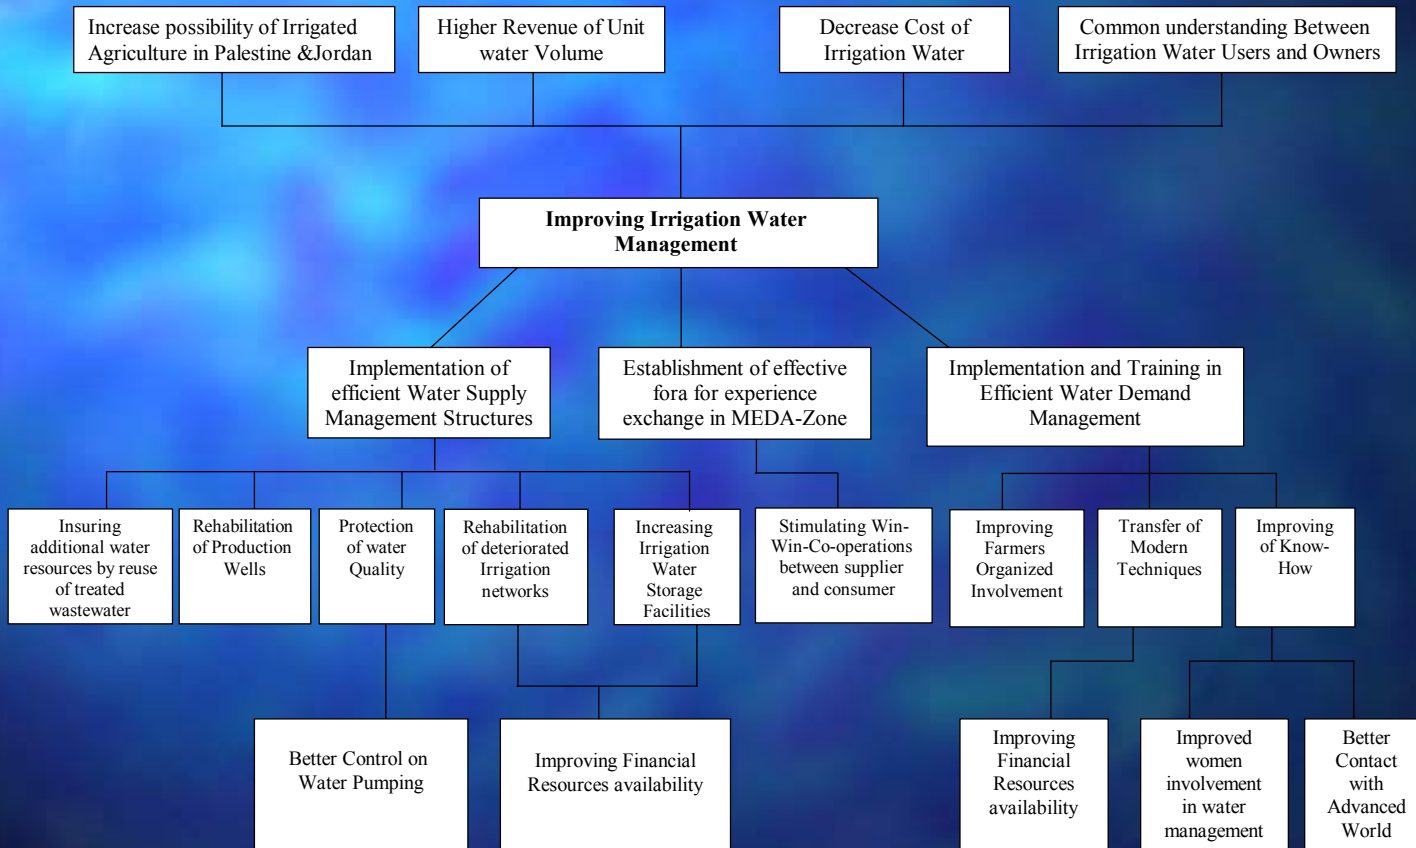 Increase possibility of Irrigated
Agriculture in Palestine &Jordan
Higher Revenue of Unit
water Volume
Decrease Cost of
Irrigation Water
Common understanding Between
Irrigation Water Users and Owners
Improving Irrigation Water
Management
Implementation of
efficient Water Supply
Management Structures
Establishment of effective
fora for experience
exchange in MEDA-Zone
Implementation and Training in
Efficient Water Demand
Management
Insuring
additional water
resources by reuse
of treated
wastewater
Rehabilitation
of Production
Wells
Protection
of water
Quality
Rehabilitation
of deteriorated
Irrigation
networks
Increasing
Irrigation
Water
Storage
Facilities
Stimulating Win-
Win-Co-operations
between supplier
and consumer
Improving
Farmers
Organized
Involvement
Transfer of
Modern
Techniques
Improving
of Know-
How
Better Control on
Water Pumping
Improving Financial
Resources availability
Improving
Financial
Resources
availability
Improved
women
involvement
in water
management
Better
Contact
with
Advanced
World